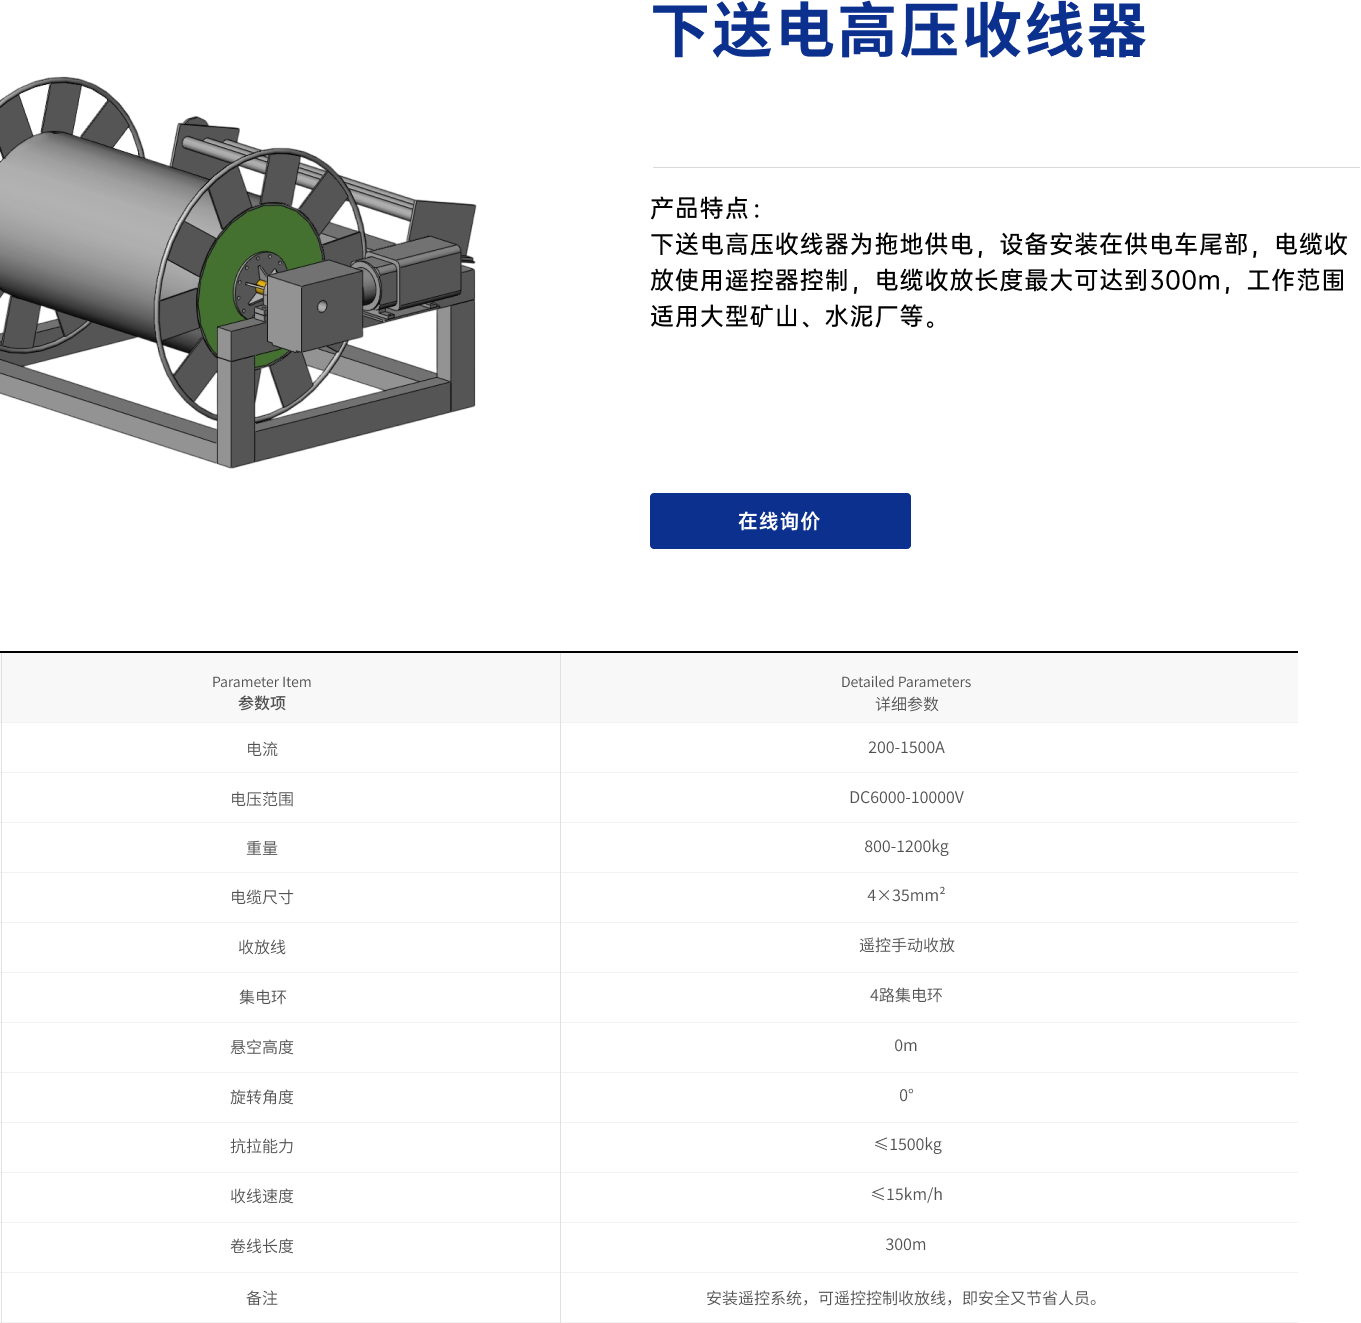 下送电高压收线器
产品特点：
下送电高压收线器为拖地供电，设备安装在供电车尾部，电缆收
放使用遥控器控制，电缆收放长度最大可达到300m，工作范围
适用大型矿山、水泥厂等。
在线询价
Parameter Item
参数项
Detailed Parameters
详细参数
电流
200-1500A
电压范围
DC6000-10000V
重量
800-1200kg
电缆尺寸
4×35mm²
收放线
遥控手动收放
集电环
4路集电环
悬空高度
0m
旋转角度
0°
抗拉能力
≤1500kg
收线速度
≤15km/h
卷线长度
300m
备注
安装遥控系统，可遥控控制收放线，即安全又节省人员。